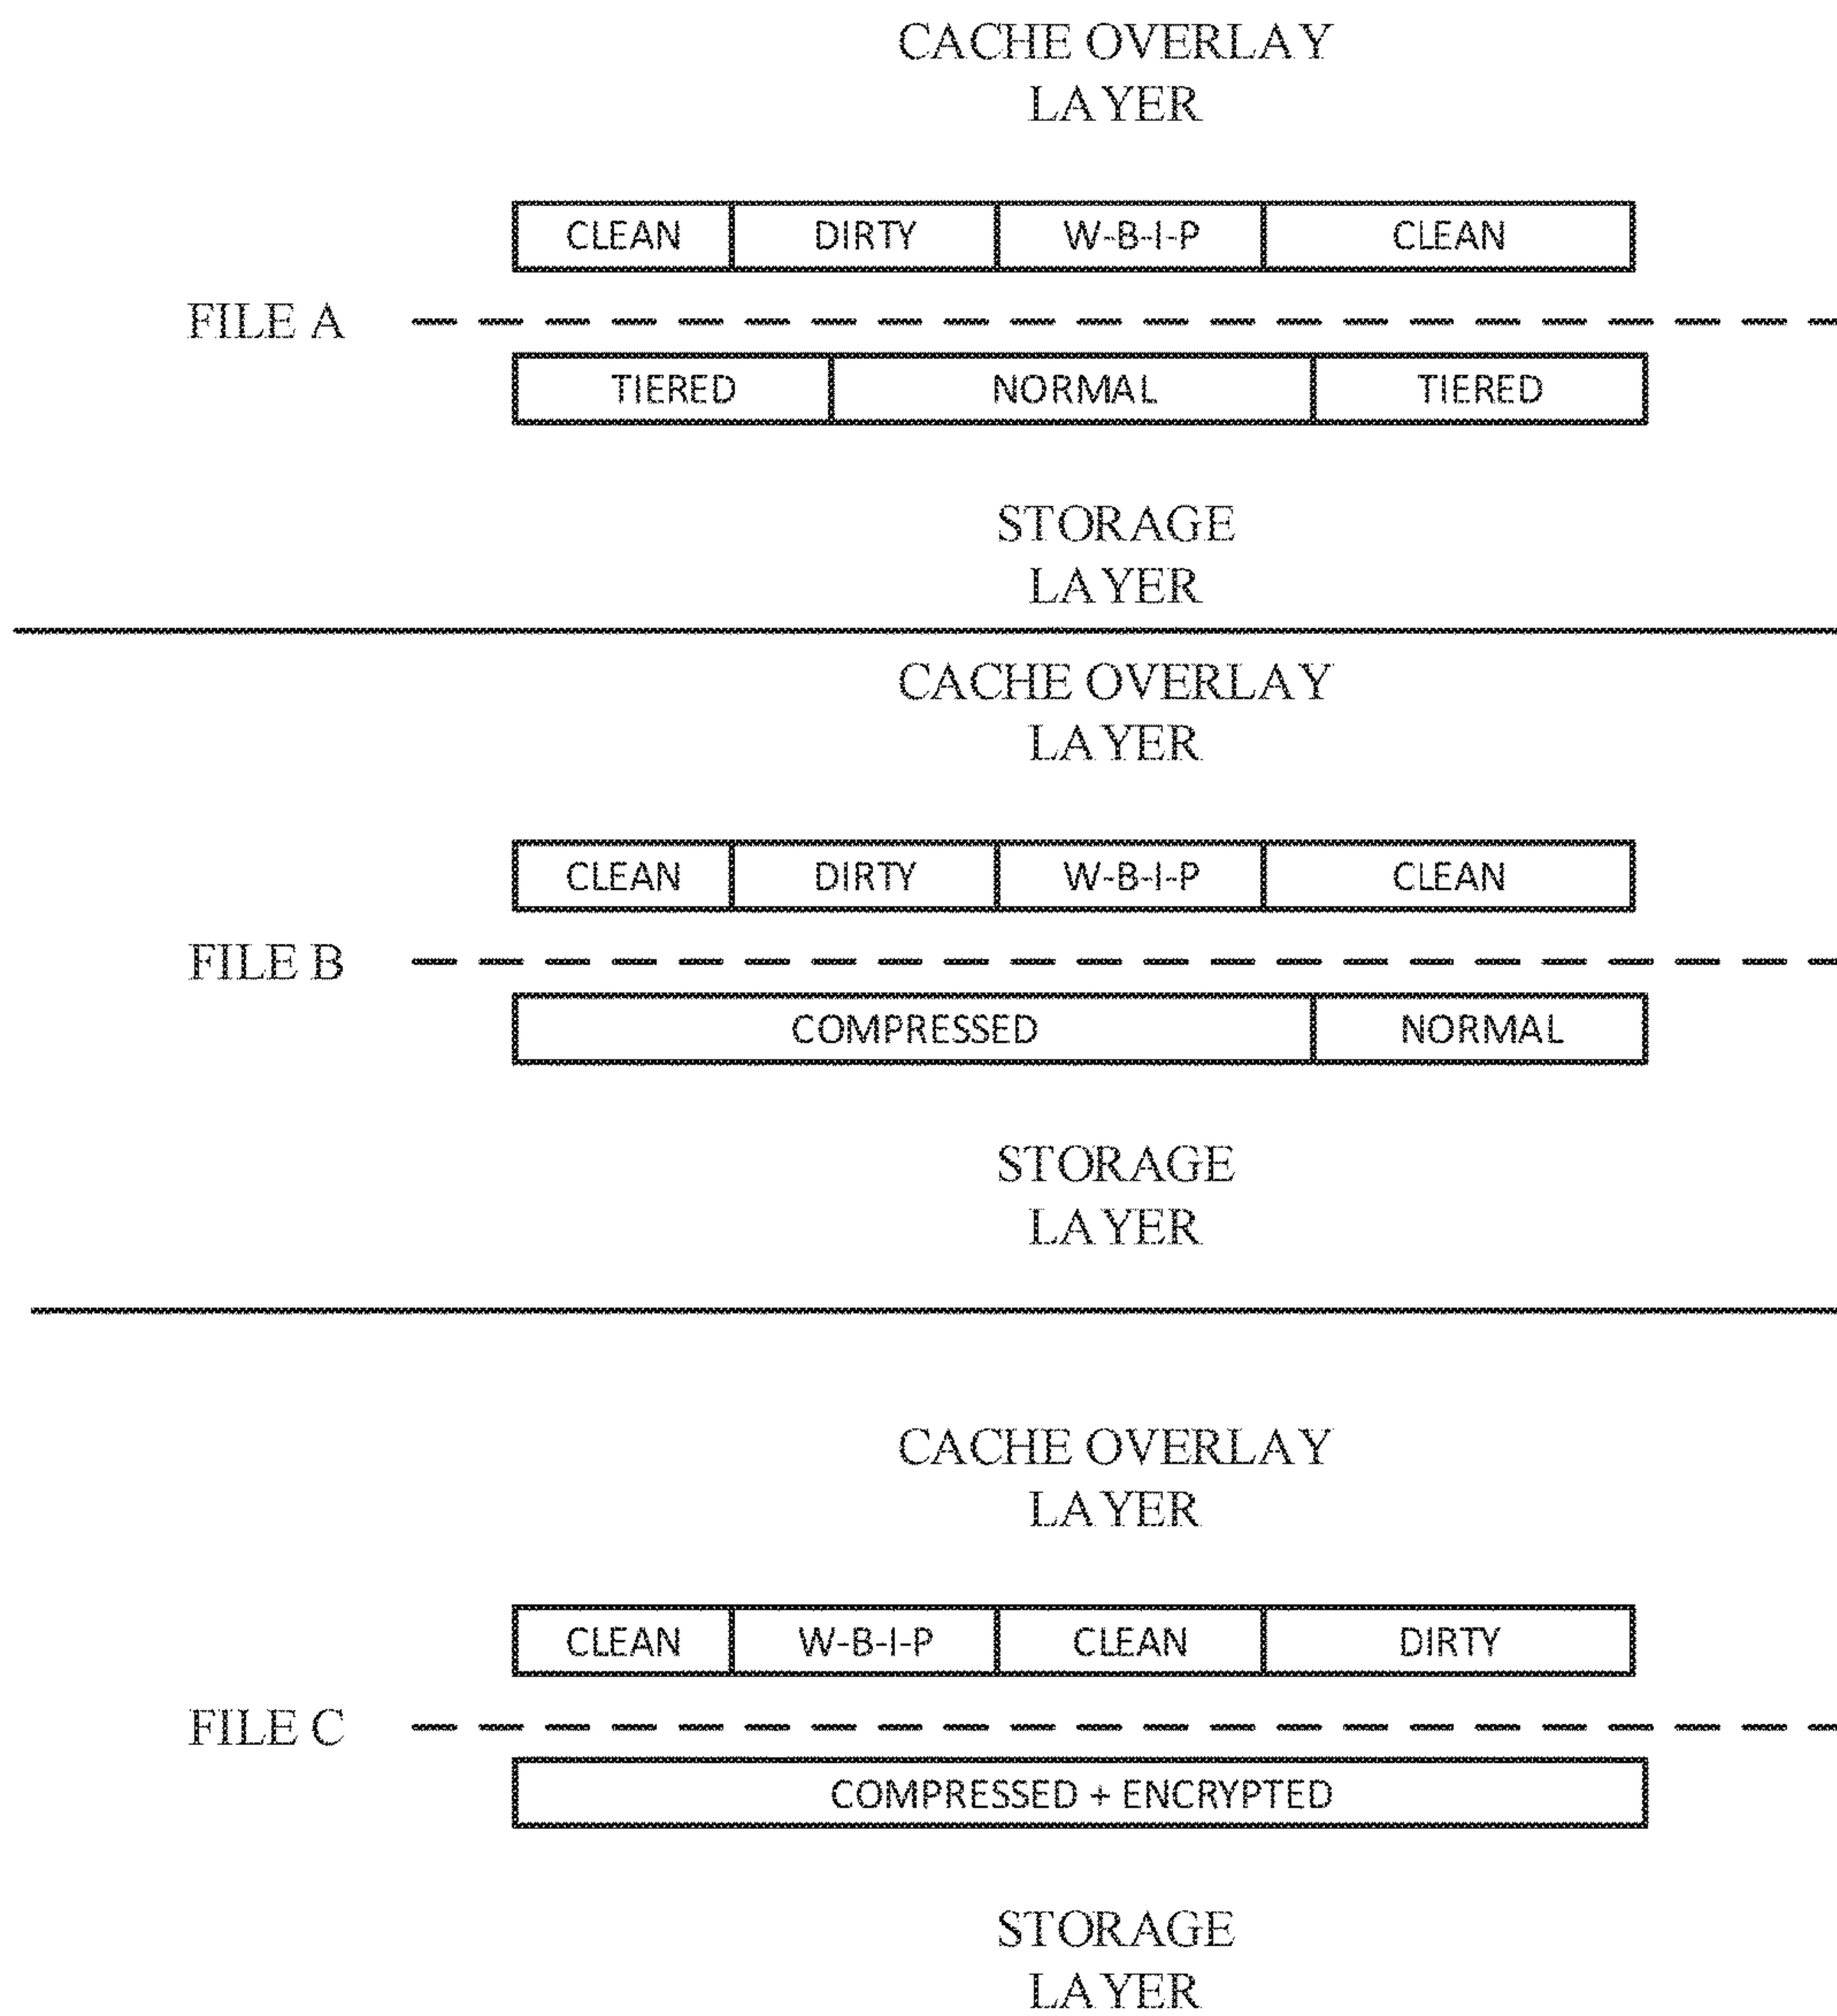 CACHE OVERLAY
LAYER
CLEAN DIRTY W-B-I-P CLEAN
FILE A
TIERED NORMAL TIERED
STORAGE
LAYER
CACHE OVERLAY
LAYER
CLEAN DIRTY W-B-I-P CLEAN
FILE B
COMPRESSED NORMAL
STORAGE
LAYER
CACHE OVERLAY
LAYER
CLEAN W-B-I-P CLEAN DIRTY
FILE C
COMPRESSED + ENCRYPTED
STORAGE
LAYER